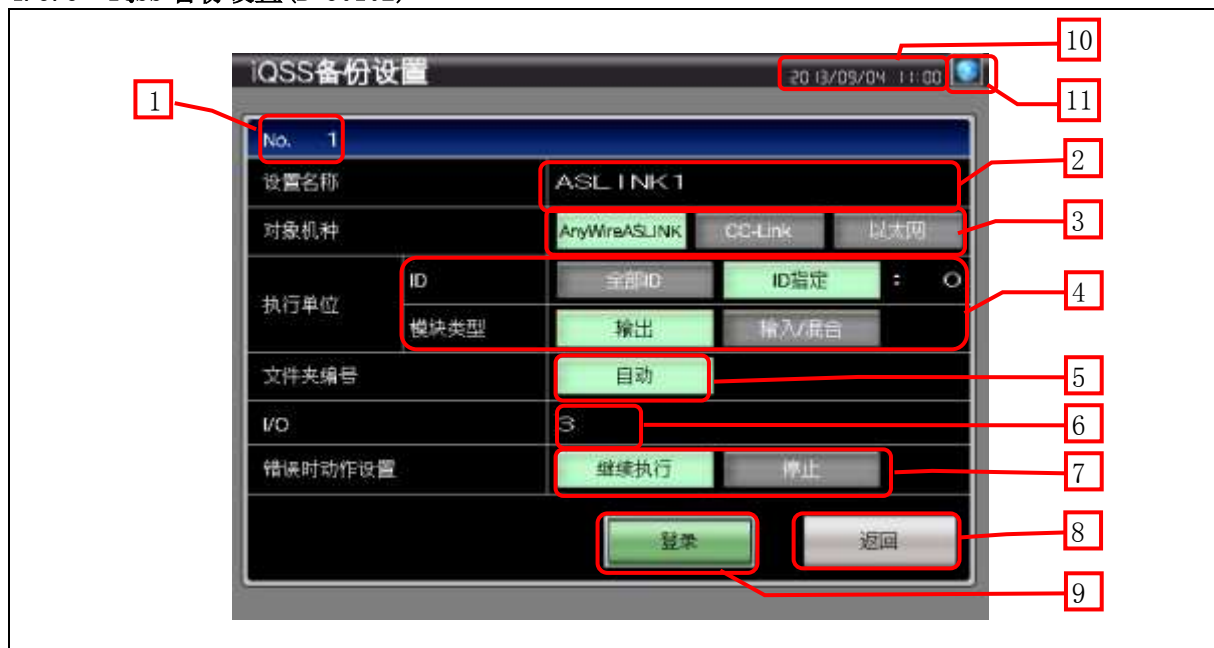 10
iQSS备份设置
2013/09/04 11:00
11
1
No. 1
2
设置名称
ASLINK1
3
对象机种
AnyWireASLINK CC-Link 以太网
4
执行单位
ID
全部ID ID指定 : 0
模块类型
输出 输入/混合
文件夹编号
自动
5
I/O
3
6
错误时动作设置
继续执行 停止
7
登录 返回
8
9